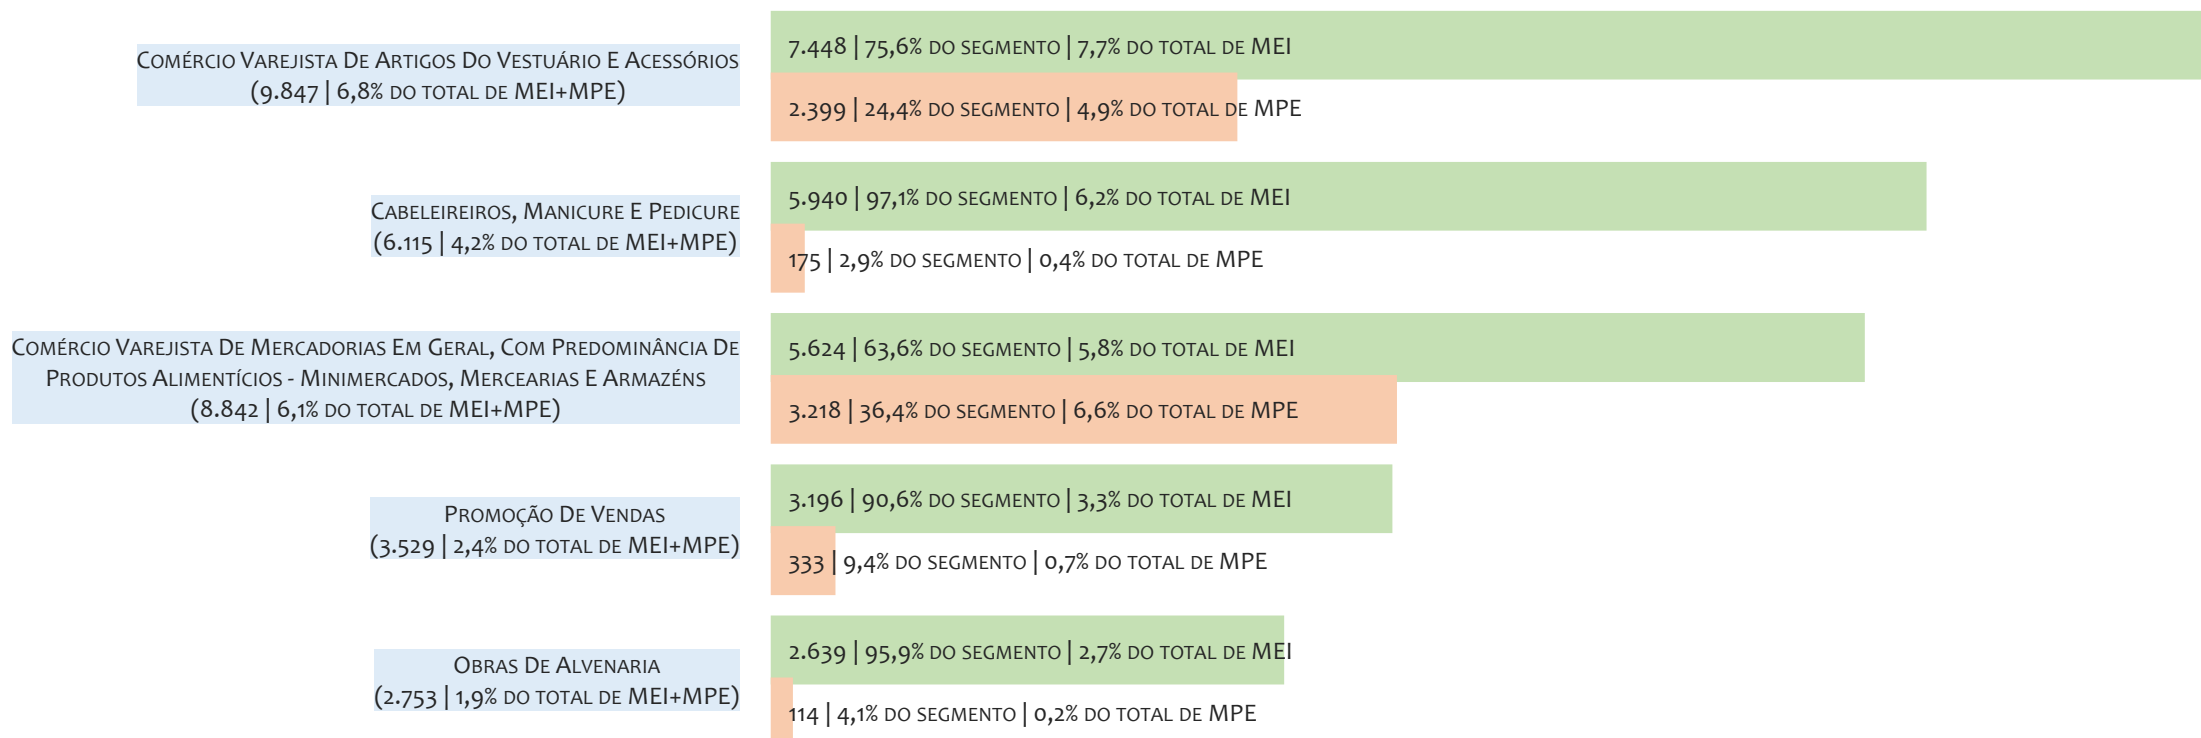 Comércio Varejista De Artigos Do Vestuário E Acessórios
(9.847 | 6,8% do total de MEI+MPE)
7.448 | 75,6% do segmento | 7,7% do total de MEI
2.399 | 24,4% do segmento | 4,9% do total de MPE
Cabeleireiros, Manicure E Pedicure
(6.115 | 4,2% do total de MEI+MPE)
5.940 | 97,1% do segmento | 6,2% do total de MEI
175 | 2,9% do segmento | 0,4% do total de MPE
Comércio Varejista De Mercadorias Em Geral, Com Predominância De
Produtos Alimentícios - Minimercados, Mercearias E Armazéns
(8.842 | 6,1% do total de MEI+MPE)
5.624 | 63,6% do segmento | 5,8% do total de MEI
3.218 | 36,4% do segmento | 6,6% do total de MPE
Promoção De Vendas
(3.529 | 2,4% do total de MEI+MPE)
3.196 | 90,6% do segmento | 3,3% do total de MEI
333 | 9,4% do segmento | 0,7% do total de MPE
Obras De Alvenaria
(2.753 | 1,9% do total de MEI+MPE)
2.639 | 95,9% do segmento | 2,7% do total de MEI
114 | 4,1% do segmento | 0,2% do total de MPE